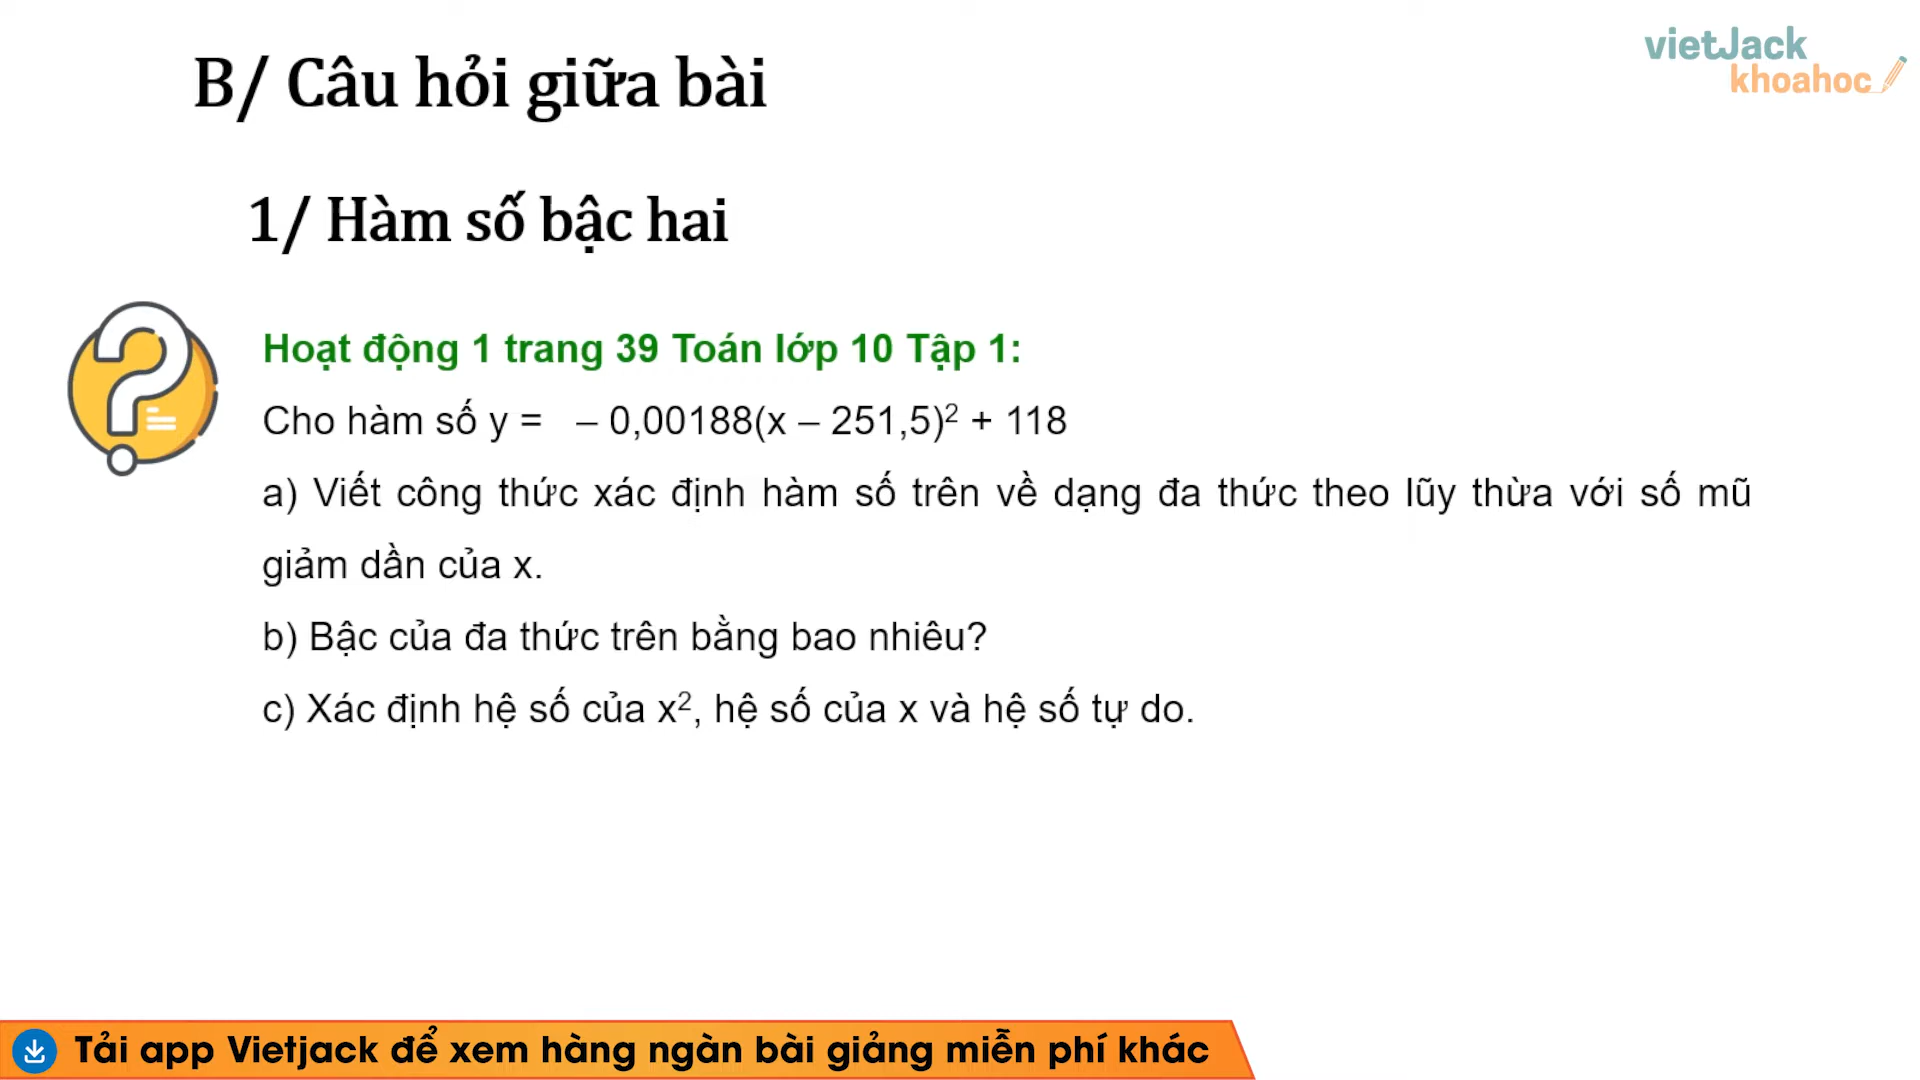 vietJack
khoahoc
B/ Câu hỏi giữa bài
1/ Hàm số bậc hai
Hoạt động 1 trang 39 Toán lớp 10 Tập 1:
Cho hàm số y = – 0,00188(x – 251,5)² + 118
a) Viết công thức xác định hàm số trên về dạng đa thức theo lũy thừa với số mũ
giảm dần của x.
b) Bậc của đa thức trên bằng bao nhiêu?
c) Xác định hệ số của x², hệ số của x và hệ số tự do.
Tải app Vietjack để xem hàng ngàn bài giảng miễn phí khác